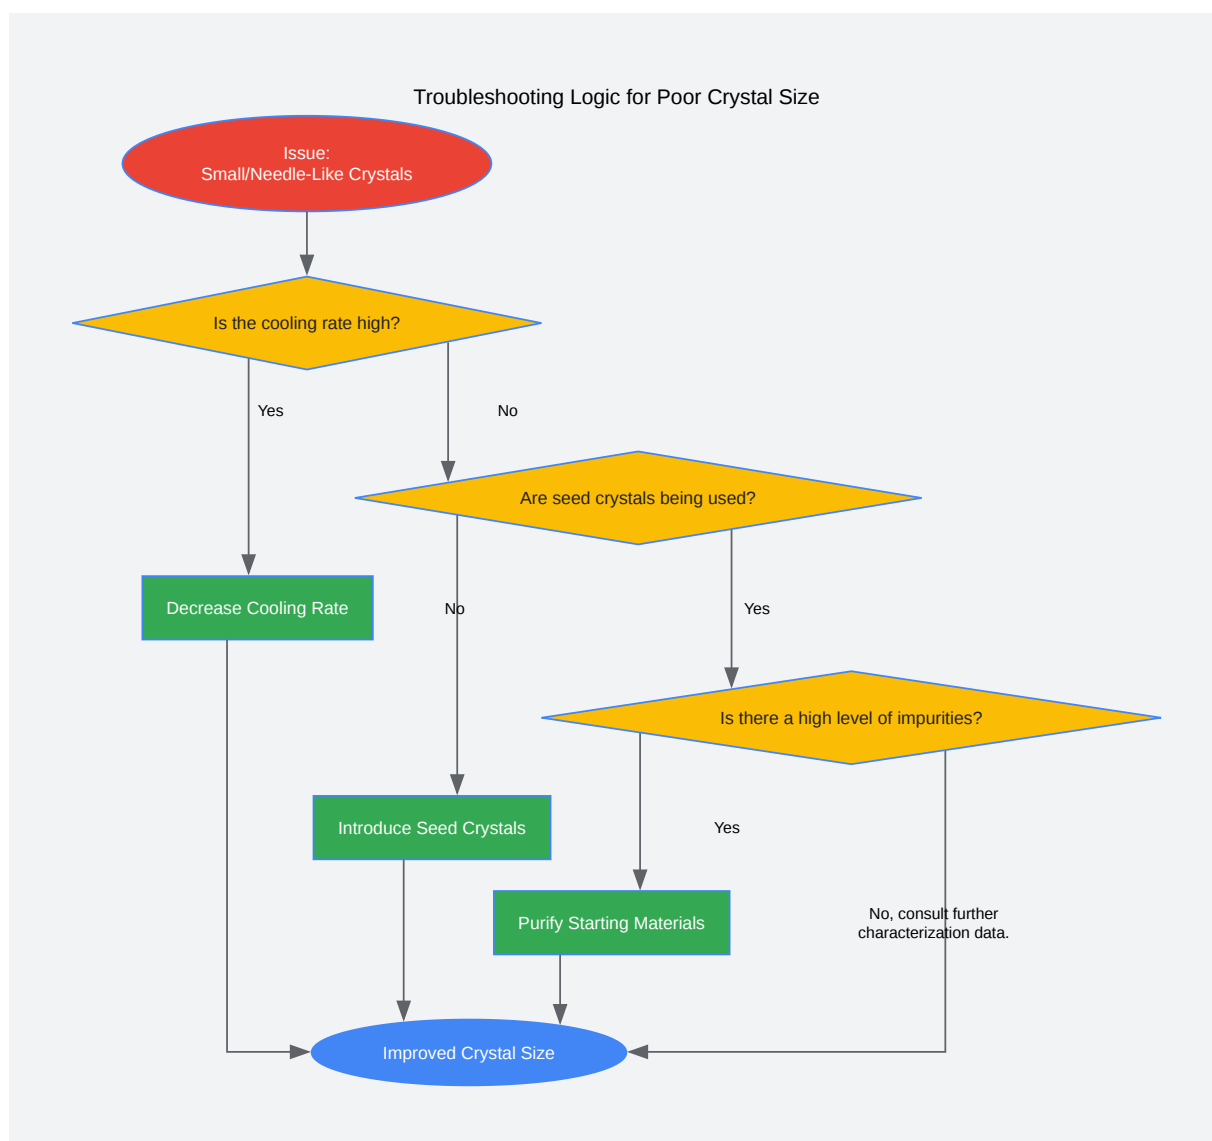 Troubleshooting Logic for Poor Crystal Size
Issue:
Small/Needle-Like Crystals
Is the cooling rate high?
Yes
No
Are seed crystals being used?
Decrease Cooling Rate
No
Yes
Is there a high level of impurities?
Introduce Seed Crystals
Yes
Purify Starting Materials
No, consult further
characterization data.
Improved Crystal Size